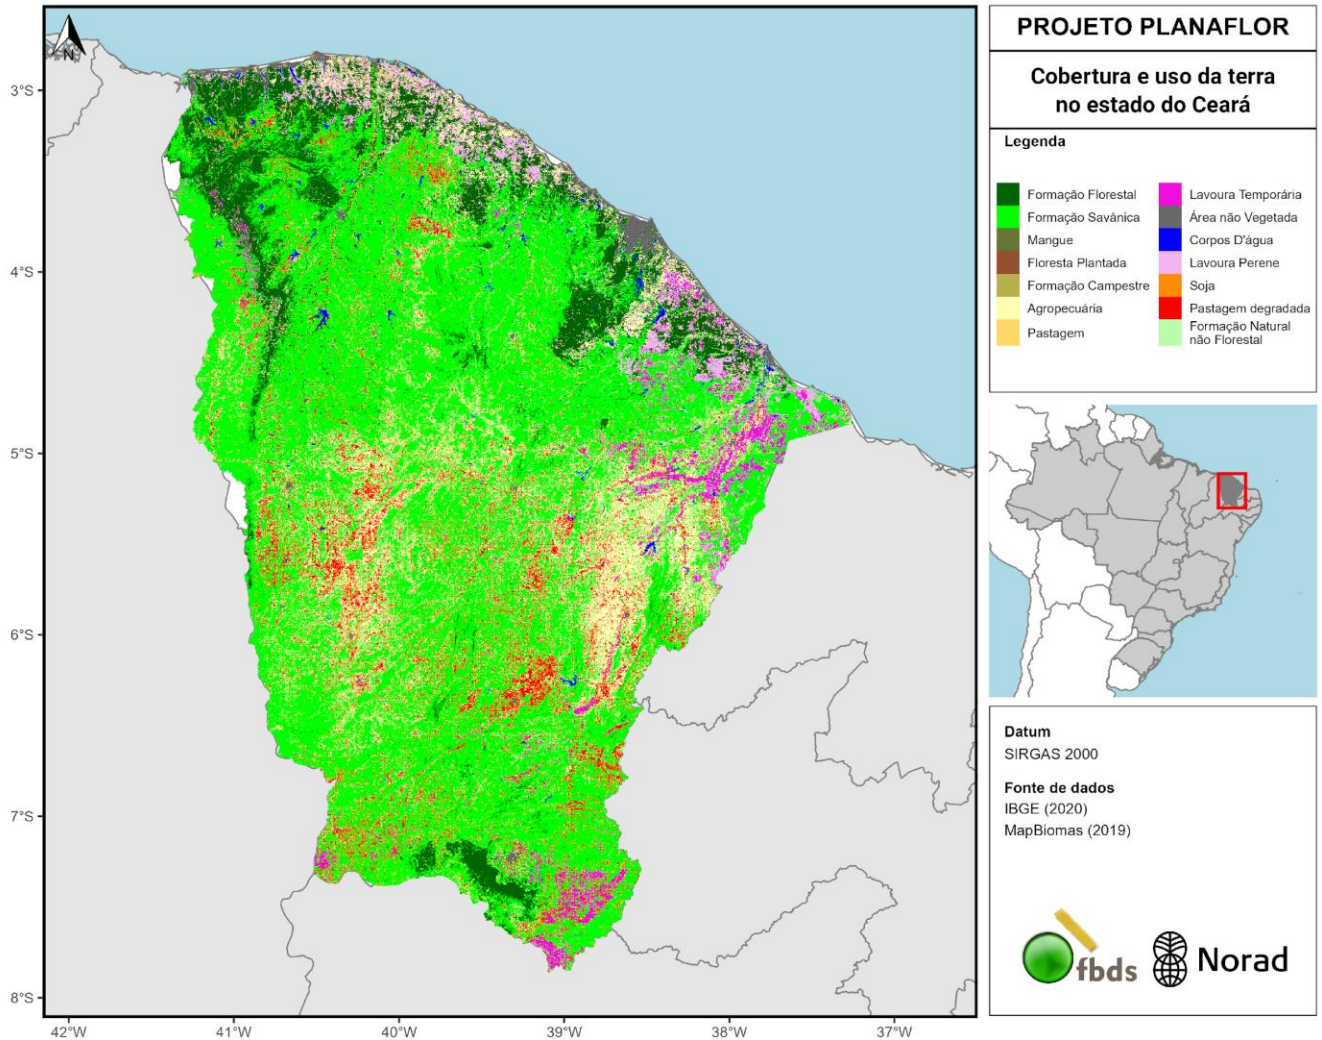 N
3°S
4°S
5°S
6°S
7°S
8°S
42°W
41°W
40°W
39°W
38°W
37°W
PROJETO PLANAFLOR
Cobertura e uso da terra
no estado do Ceará
Legenda
Formação Florestal
Formação Savânica
Mangue
Floresta Plantada
Formação Campestre
Agropecuária
Pastagem
Lavoura Temporária
Área não Vegetada
Corpos D'água
Lavoura Perene
Soja
Pastagem degradada
Formação Natural
não Florestal
Datum
SIRGAS 2000
Fonte de dados
IBGE (2020)
MapBiomas (2019)
fbds
Norad